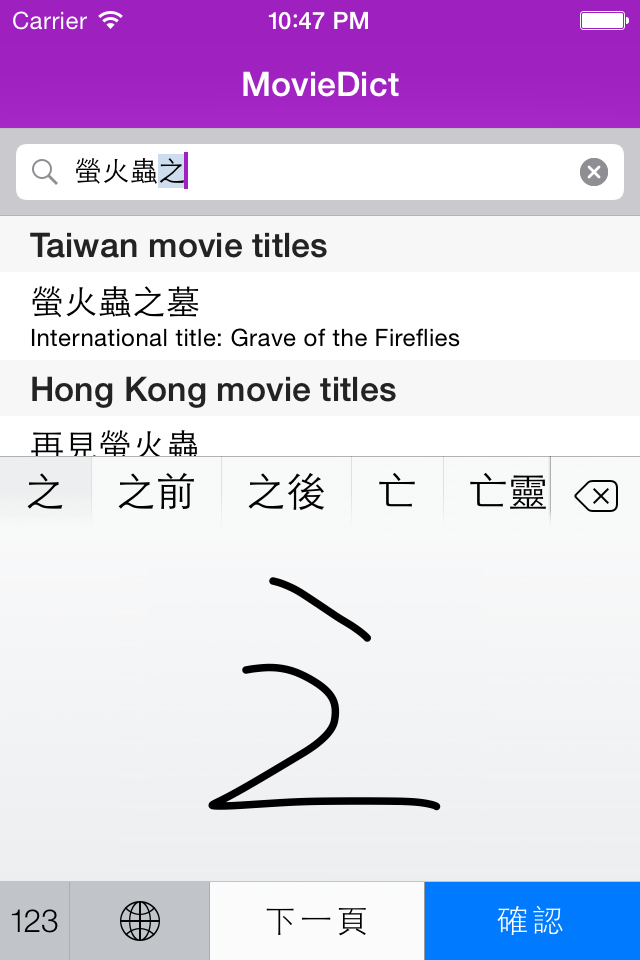 Carrier 10:47 PM
MovieDict
螢火蟲之
Taiwan movie titles
螢火蟲之墓
International title: Grave of the Fireflies
Hong Kong movie titles
再見螢火蟲
之 之前 之後 亡 亡靈
之
123 下一頁 確認